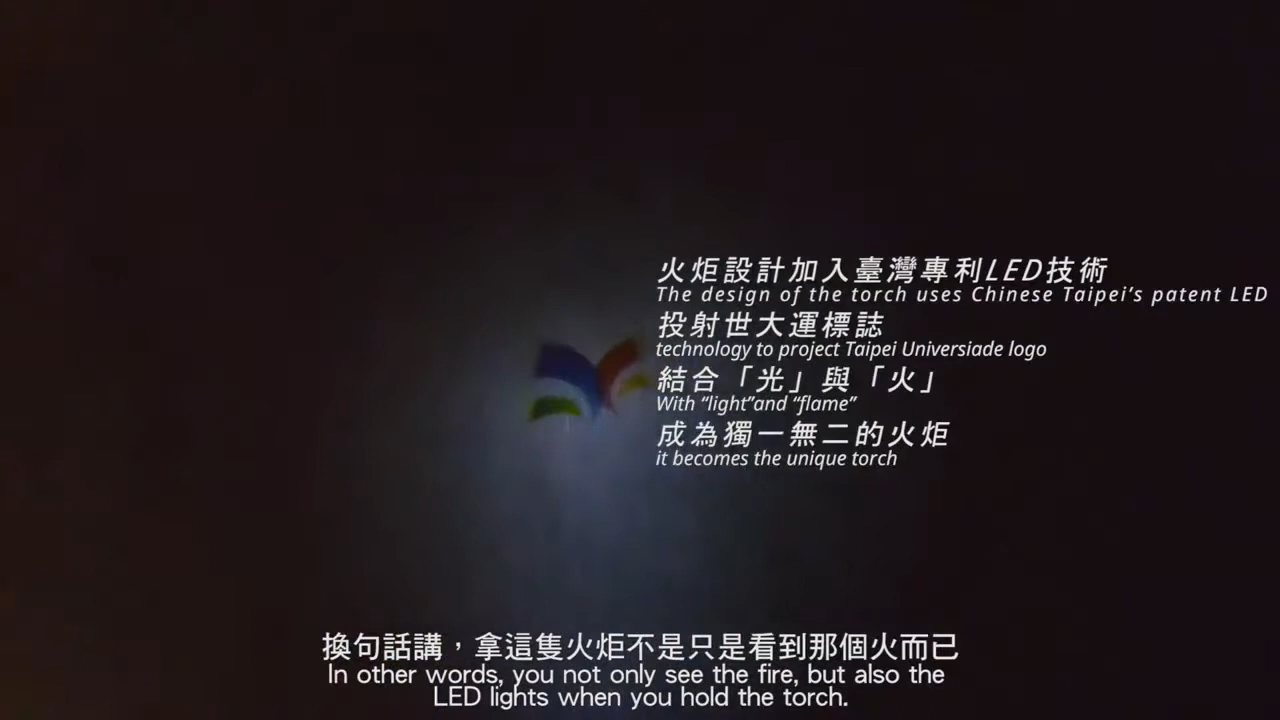 火炬設計加入臺灣專利LED技術
The design of the torch uses Chinese Taipei's patent LED
投射世大運標誌
technology to project Taipei Universiade logo
結合「光」與「火」
With “light”and “flame”
成為獨一無二的火炬
it becomes the unique torch
換句話講，拿這隻火炬不是只是看到那個火而已
In other words, you not only see the fire, but also the
LED lights when you hold the torch.